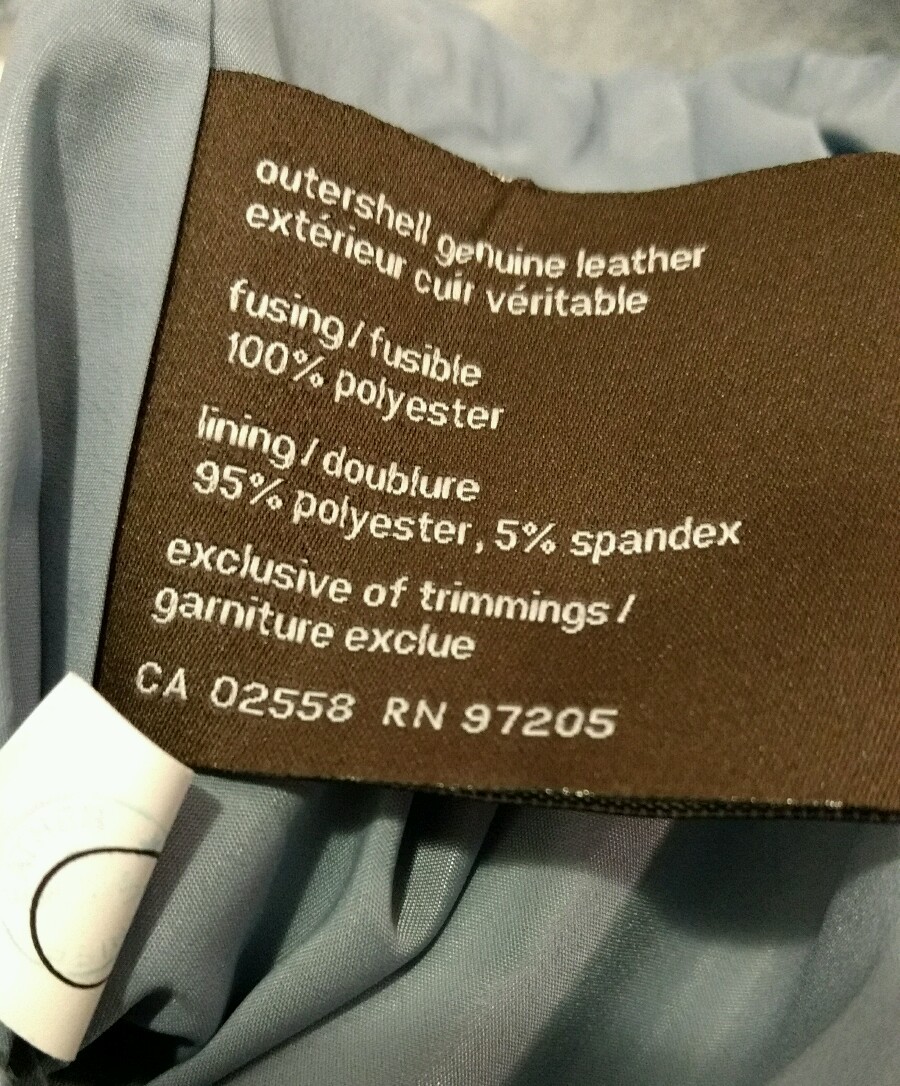 outershell genuine leather
extérieur cuir véritable
fusing/fusible
100% polyester
lining/doublure
95% polyester, 5% spandex
exclusive of trimmings/
garniture exclue
CA 02558 RN 97205